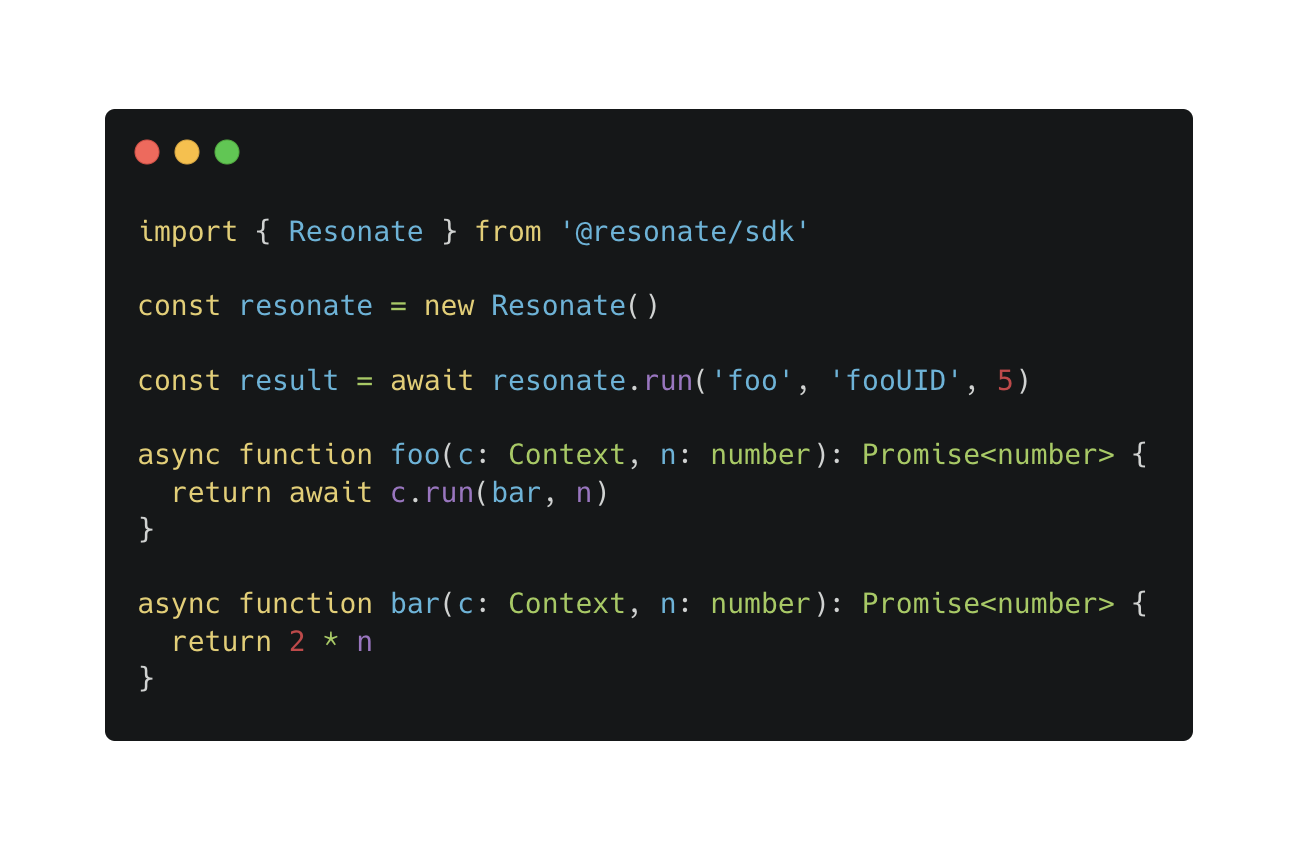 import { Resonate } from '@resonate/sdk'
const resonate = new Resonate()
const result = await resonate.run('foo', 'fooUID', 5)
async function foo(c: Context, n: number): Promise<number> {
  return await c.run(bar, n)
}
async function bar(c: Context, n: number): Promise<number> {
  return 2 * n
}